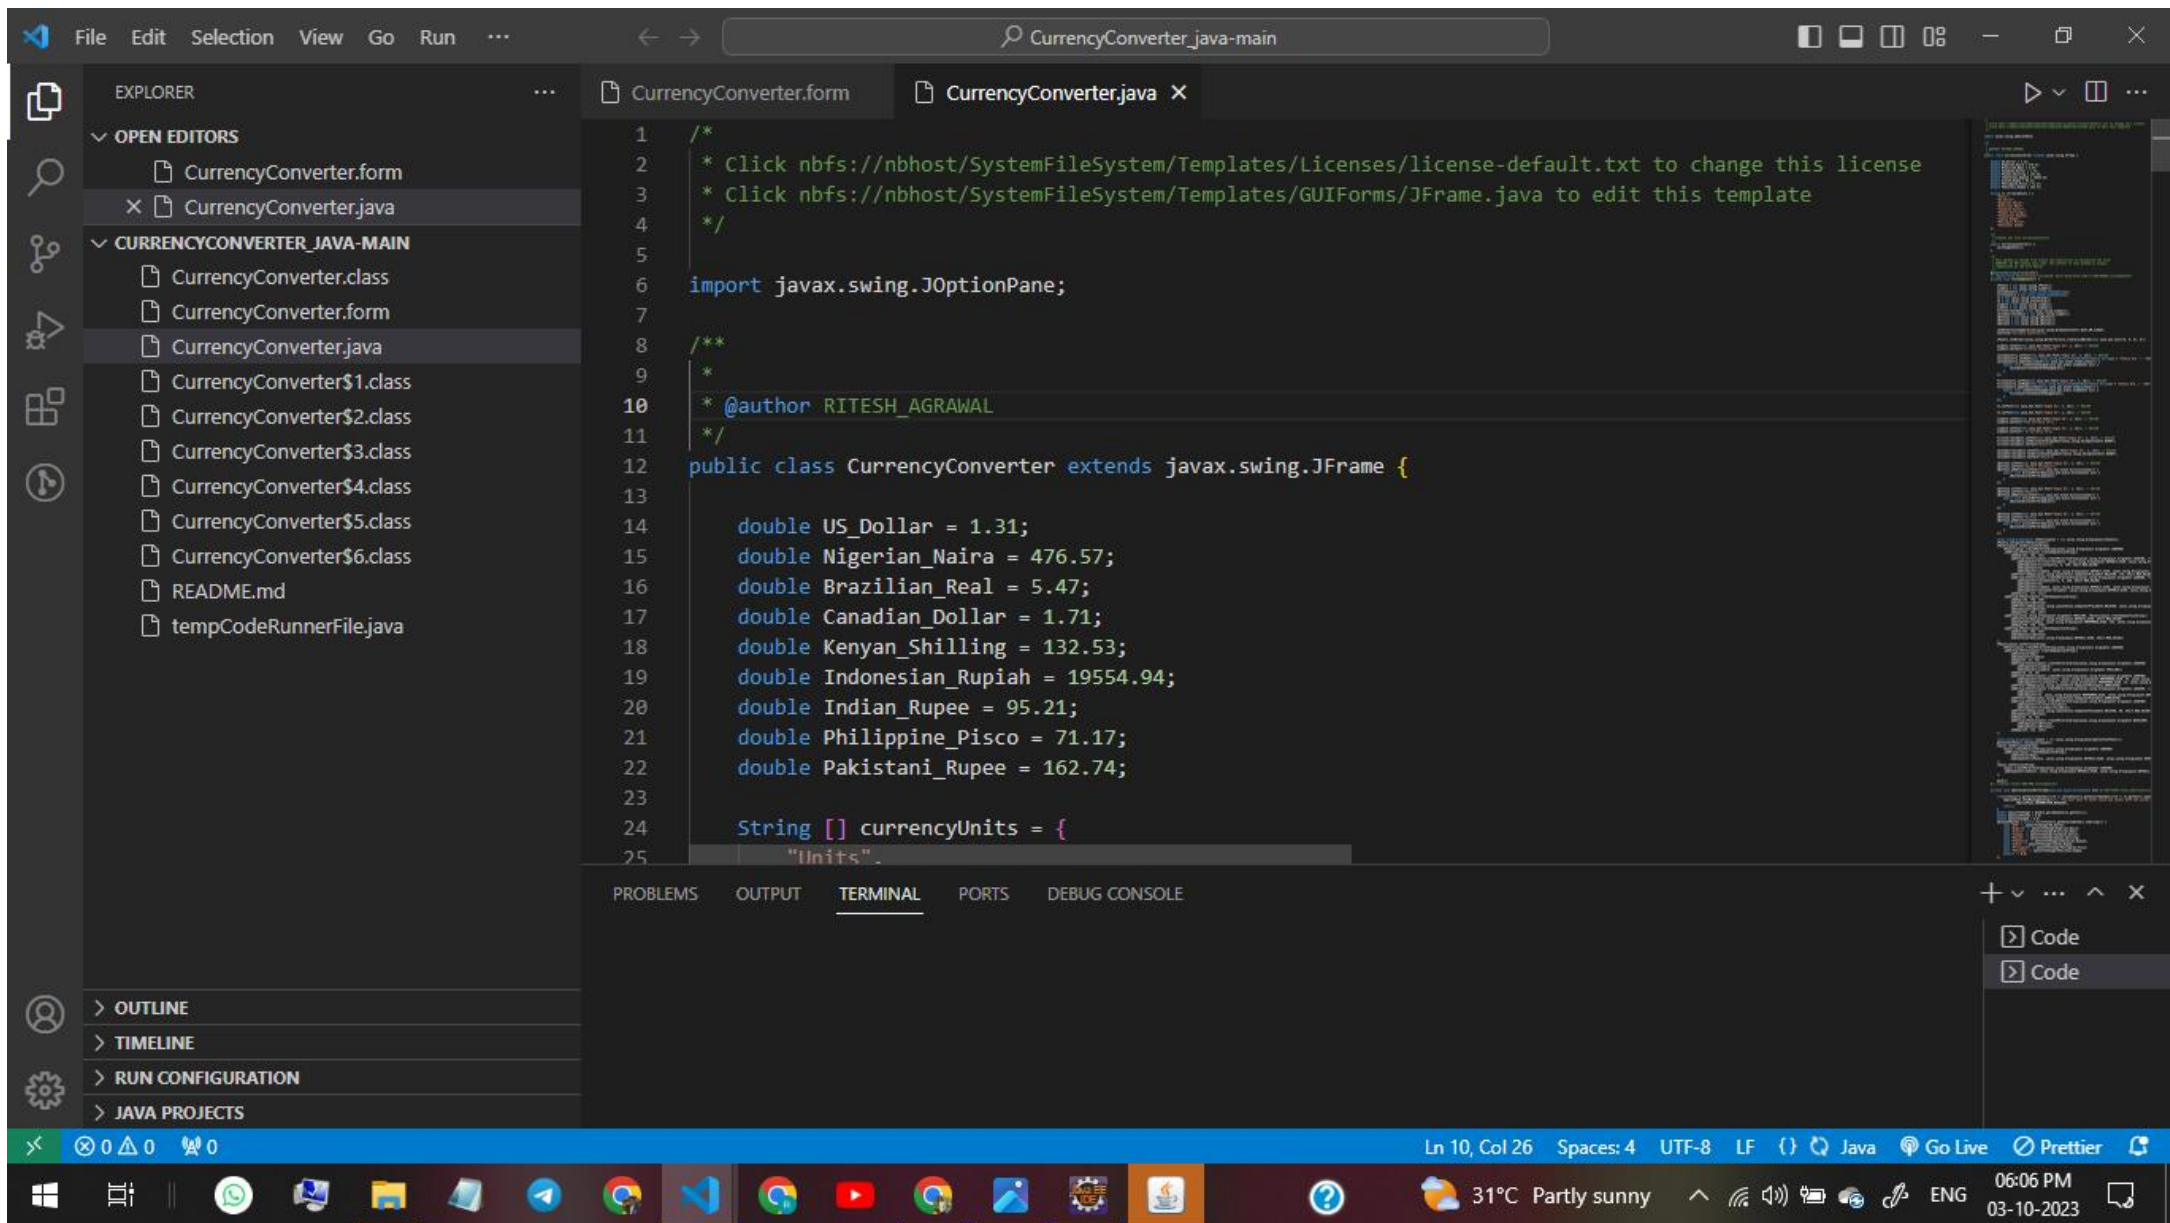 File Edit Selection View Go Run ···
CurrencyConverter_java-main
EXPLORER
OPEN EDITORS
CurrencyConverter.form
CurrencyConverter.java
CURRENCYCONVERTER_JAVA-MAIN
CurrencyConverter.class
CurrencyConverter.form
CurrencyConverter.java
CurrencyConverter$1.class
CurrencyConverter$2.class
CurrencyConverter$3.class
CurrencyConverter$4.class
CurrencyConverter$5.class
CurrencyConverter$6.class
README.md
tempCodeRunnerFile.java
OUTLINE
TIMELINE
RUN CONFIGURATION
JAVA PROJECTS
CurrencyConverter.form CurrencyConverter.java
1 /*
2 * Click nbfs://nbhost/SystemFileSystem/Templates/Licenses/license-default.txt to change this license
3 * Click nbfs://nbhost/SystemFileSystem/Templates/GUIForms/JFrame.java to edit this template
4 */
5
6 import javax.swing.JOptionPane;
7
8 /**
9 *
10 * @author RITESH_AGRAWAL
11 */
12 public class CurrencyConverter extends javax.swing.JFrame {
13
14 double US_Dollar = 1.31;
15 double Nigerian_Naira = 476.57;
16 double Brazilian_Real = 5.47;
17 double Canadian_Dollar = 1.71;
18 double Kenyan_Shilling = 132.53;
19 double Indonesian_Rupiah = 19554.94;
20 double Indian_Rupee = 95.21;
21 double Philippine_Pisco = 71.17;
22 double Pakistani_Rupee = 162.74;
23
24 String [] currencyUnits = {
25 "Units",
PROBLEMS OUTPUT TERMINAL PORTS DEBUG CONSOLE
Code
Code
0 0 0
Ln 10, Col 26 Spaces: 4 UTF-8 LF {} Java Go Live Prettier
31°C Partly sunny ENG
06:06 PM
03-10-2023